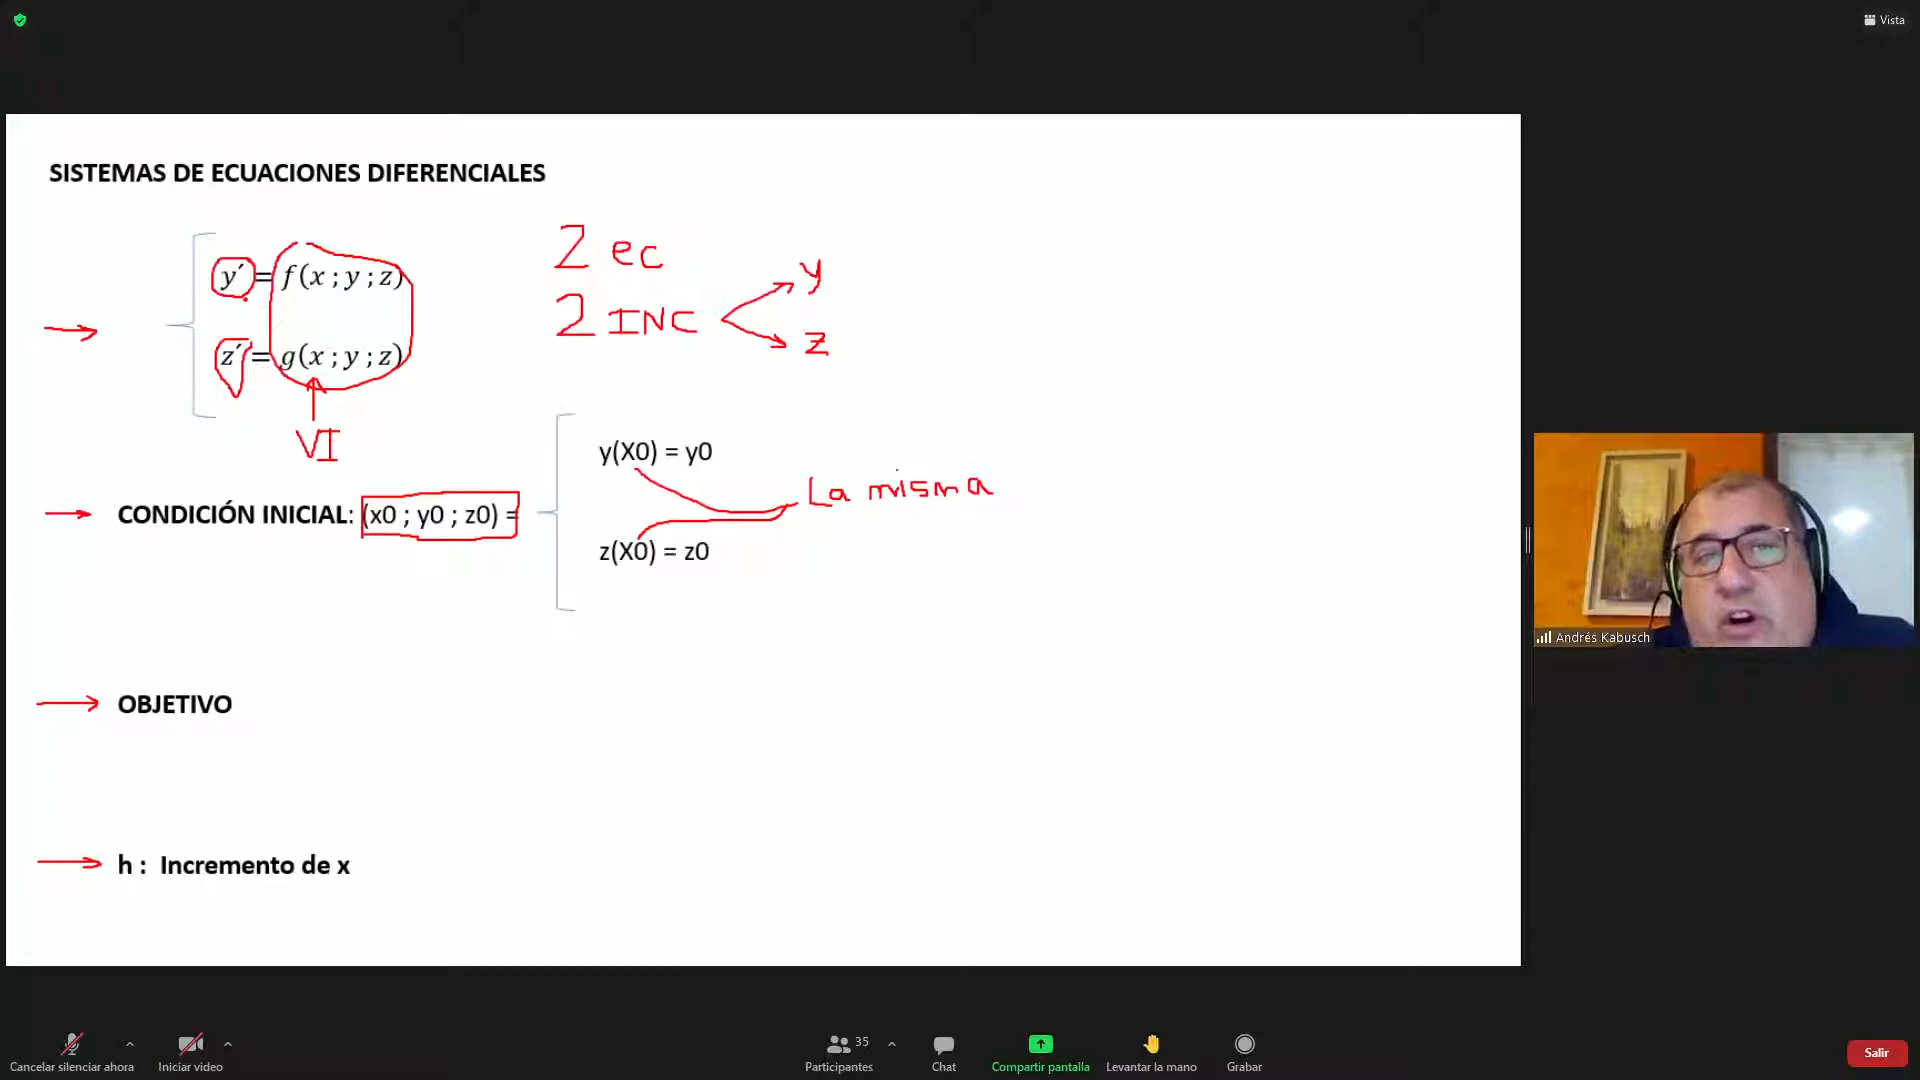 Vista
SISTEMAS DE ECUACIONES DIFERENCIALES
y´ = f(x ; y ; z)
z´ = g(x ; y ; z)
VI
2 ec
2 INC
y
z
CONDICIÓN INICIAL: (x0 ; y0 ; z0) =
y(X0) = y0
z(X0) = z0
La misma
OBJETIVO
h : Incremento de x
Andrés Kabusch
Cancelar silenciar ahora
Iniciar video
35
Participantes
Chat
Compartir pantalla
Levantar la mano
Grabar
Salir